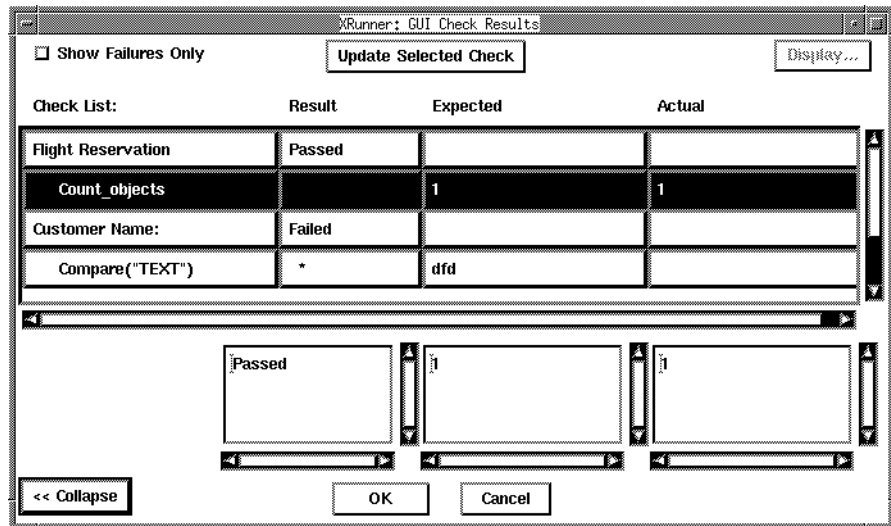 XRunner: GUI Check Results
Show Failures Only Update Selected Check Display...
Check List: Result Expected Actual
Flight Reservation Passed
Count_objects 1 1
Customer Name: Failed
Compare("TEXT") * dfd
Passed 1 1
<< Collapse OK Cancel